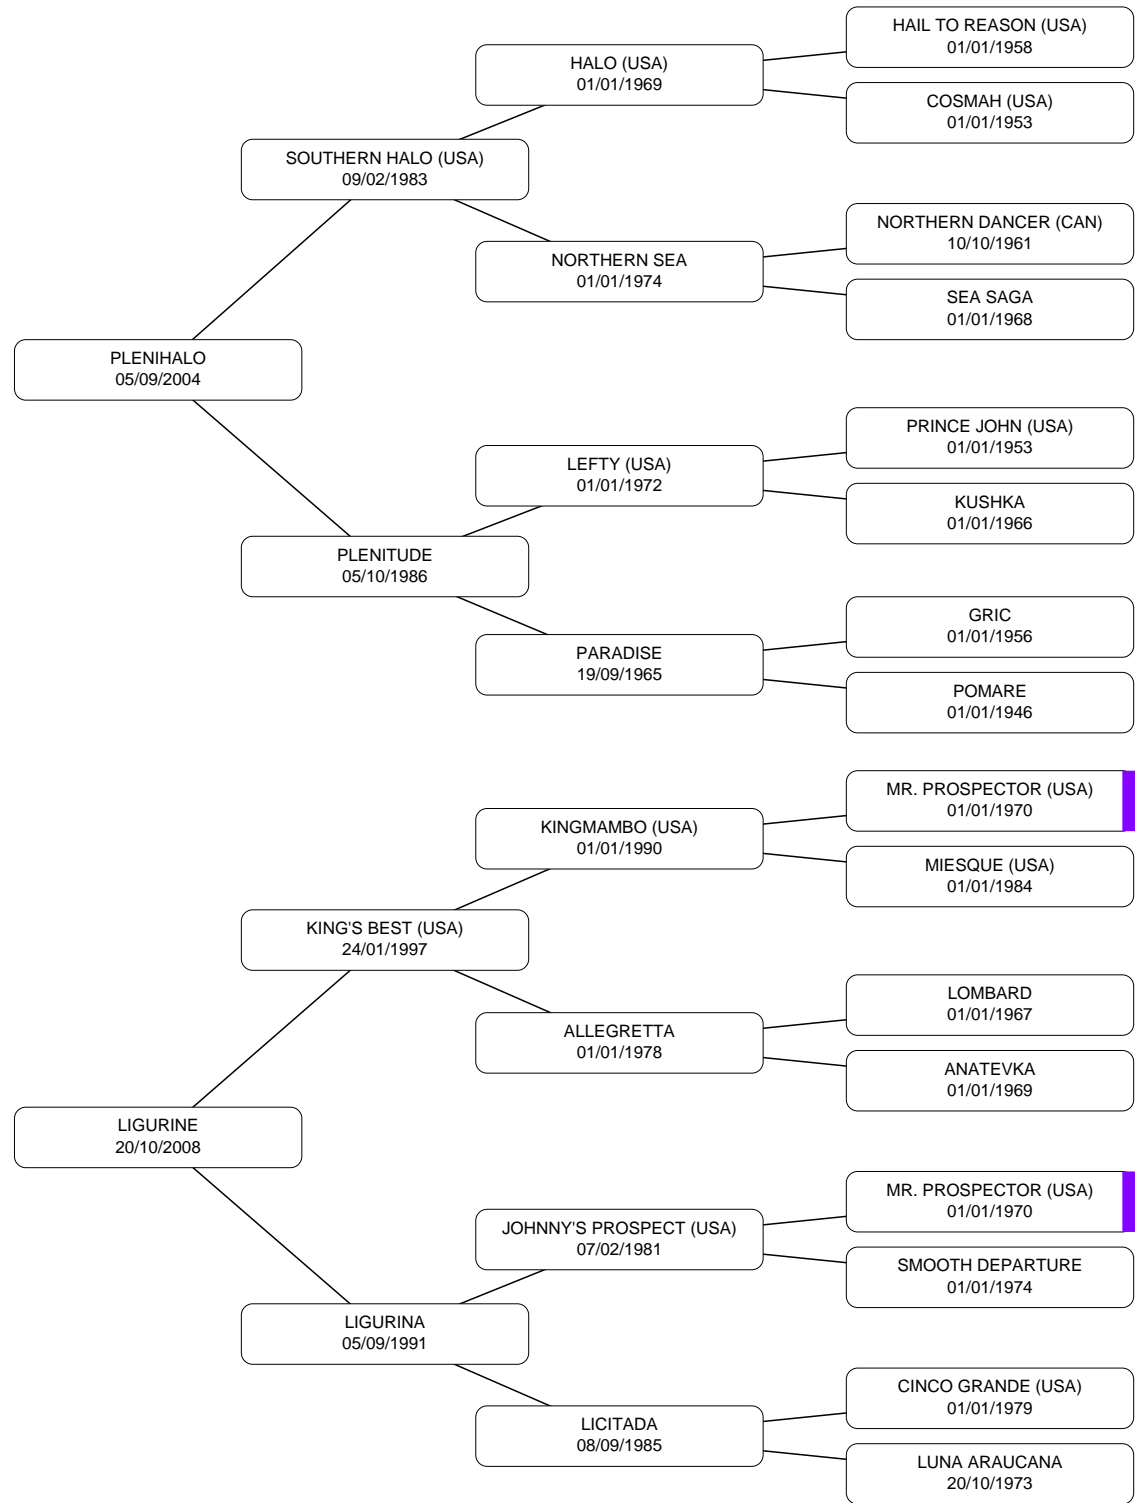 HAIL TO REASON (USA)
01/01/1958
HALO (USA)
01/01/1969
COSMAH (USA)
01/01/1953
SOUTHERN HALO (USA)
09/02/1983
NORTHERN DANCER (CAN)
10/10/1961
NORTHERN SEA
01/01/1974
SEA SAGA
01/01/1968
PLENIHALO
05/09/2004
PRINCE JOHN (USA)
01/01/1953
LEFTY (USA)
01/01/1972
KUSHKA
01/01/1966
PLENITUDE
05/10/1986
GRIC
01/01/1956
PARADISE
19/09/1965
POMARE
01/01/1946
MR. PROSPECTOR (USA)
01/01/1970
KINGMAMBO (USA)
01/01/1990
MIESQUE (USA)
01/01/1984
KING'S BEST (USA)
24/01/1997
LOMBARD
01/01/1967
ALLEGRETTA
01/01/1978
ANATEVKA
01/01/1969
LIGURINE
20/10/2008
MR. PROSPECTOR (USA)
01/01/1970
JOHNNY'S PROSPECT (USA)
07/02/1981
SMOOTH DEPARTURE
01/01/1974
LIGURINA
05/09/1991
CINCO GRANDE (USA)
01/01/1979
LICITADA
08/09/1985
LUNA ARAUCANA
20/10/1973